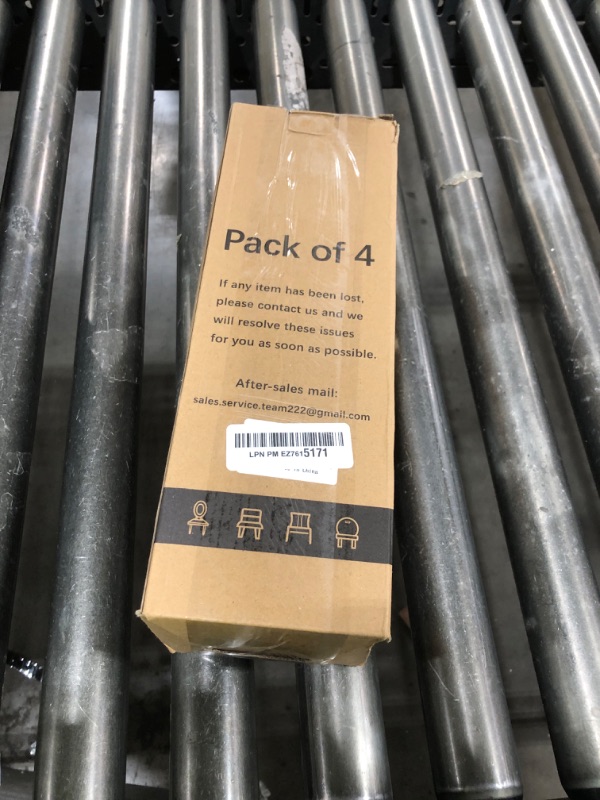 Pack of 4
If any item has been lost,
please contact us and we
will resolve these issues
for you as soon as possible.
After-sales mail:
sales.service.team222@gmail.com
LPN PM EZ7615171